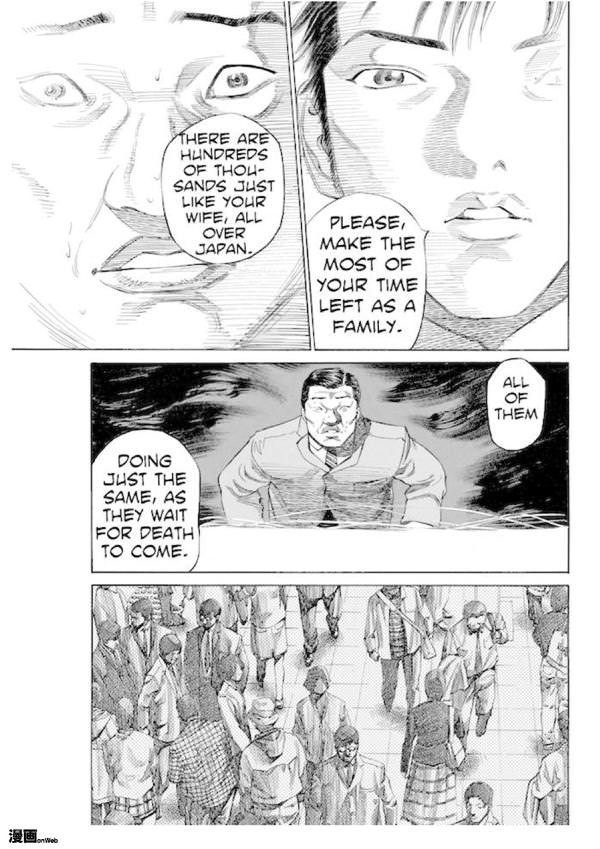 PLEASE,
MAKE THE
MOST OF
YOUR TIME
LEFT AS A
FAMILY.
THERE ARE
HUNDREDS
OF THOU-
SANDS JUST
LIKE YOUR
WIFE, ALL
OVER
JAPAN.
ALL
OF
THEM
DOING
JUST THE
SAME, AS
THEY WAIT
FOR DEATH
TO COME.
漫画onWeb